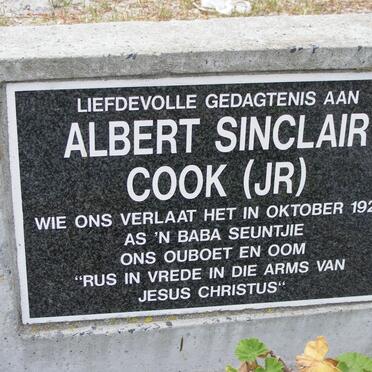 LIEFDEVOLLE GEDAGTENIS AAN
ALBERT SINCLAIR
COOK (JR)
WIE ONS VERLAAT HET IN OKTOBER
AS 'N BABA SEUNTJIE
ONS OUBOET EN OOM
"RUS IN VREDE IN DIE ARMS VAN
JESUS CHRISTUS"